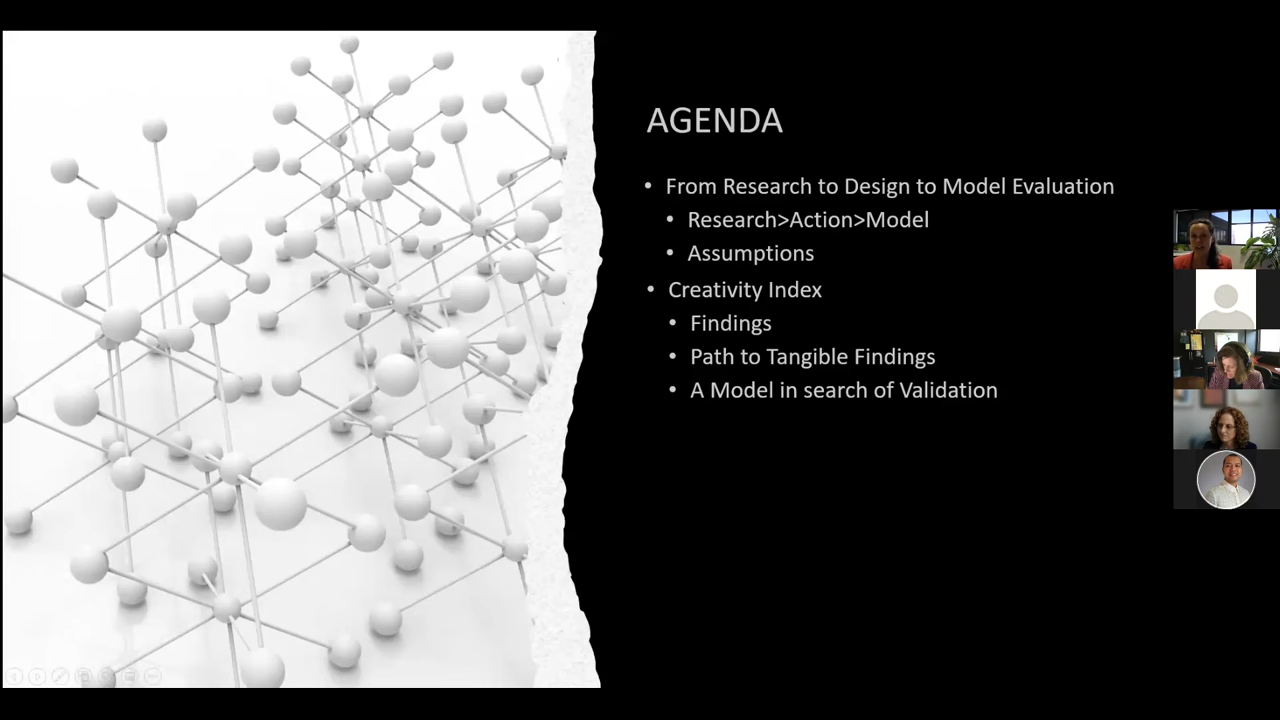 AGENDA
• From Research to Design to Model Evaluation
• Research>Action>Model
• Assumptions
• Creativity Index
• Findings
• Path to Tangible Findings
• A Model in search of Validation